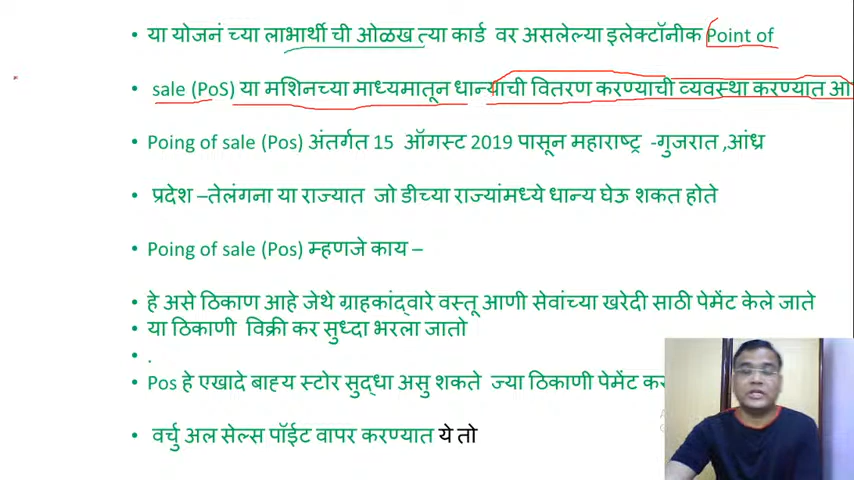 • या योजनं च्या लाभार्थी ची ओळख त्या कार्ड वर असलेल्या इलेक्टॉनीक Point of
• sale (PoS) या मशिनच्या माध्यमातून धान्याची वितरण करण्याची व्यवस्था करण्यात आ
• Poing of sale (Pos) अंतर्गत 15 ऑगस्ट 2019 पासून महाराष्ट्र -गुजरात ,आंध्र
• प्रदेश –तेलंगना या राज्यात जो डीच्या राज्यांमध्ये धान्य घेऊ शकत होते
• Poing of sale (Pos) म्हणजे काय –
• हे असे ठिकाण आहे जेथे ग्राहकांद्वारे वस्तू आणी सेवांच्या खरेदी साठी पेमेंट केले जाते
• या ठिकाणी विक्री कर सुध्दा भरला जातो
• .
• Pos हे एखादे बाह्य स्टोर सुद्धा असु शकते ज्या ठिकाणी पेमेंट
• वर्चु अल सेल्स पॉईट वापर करण्यात ये तो